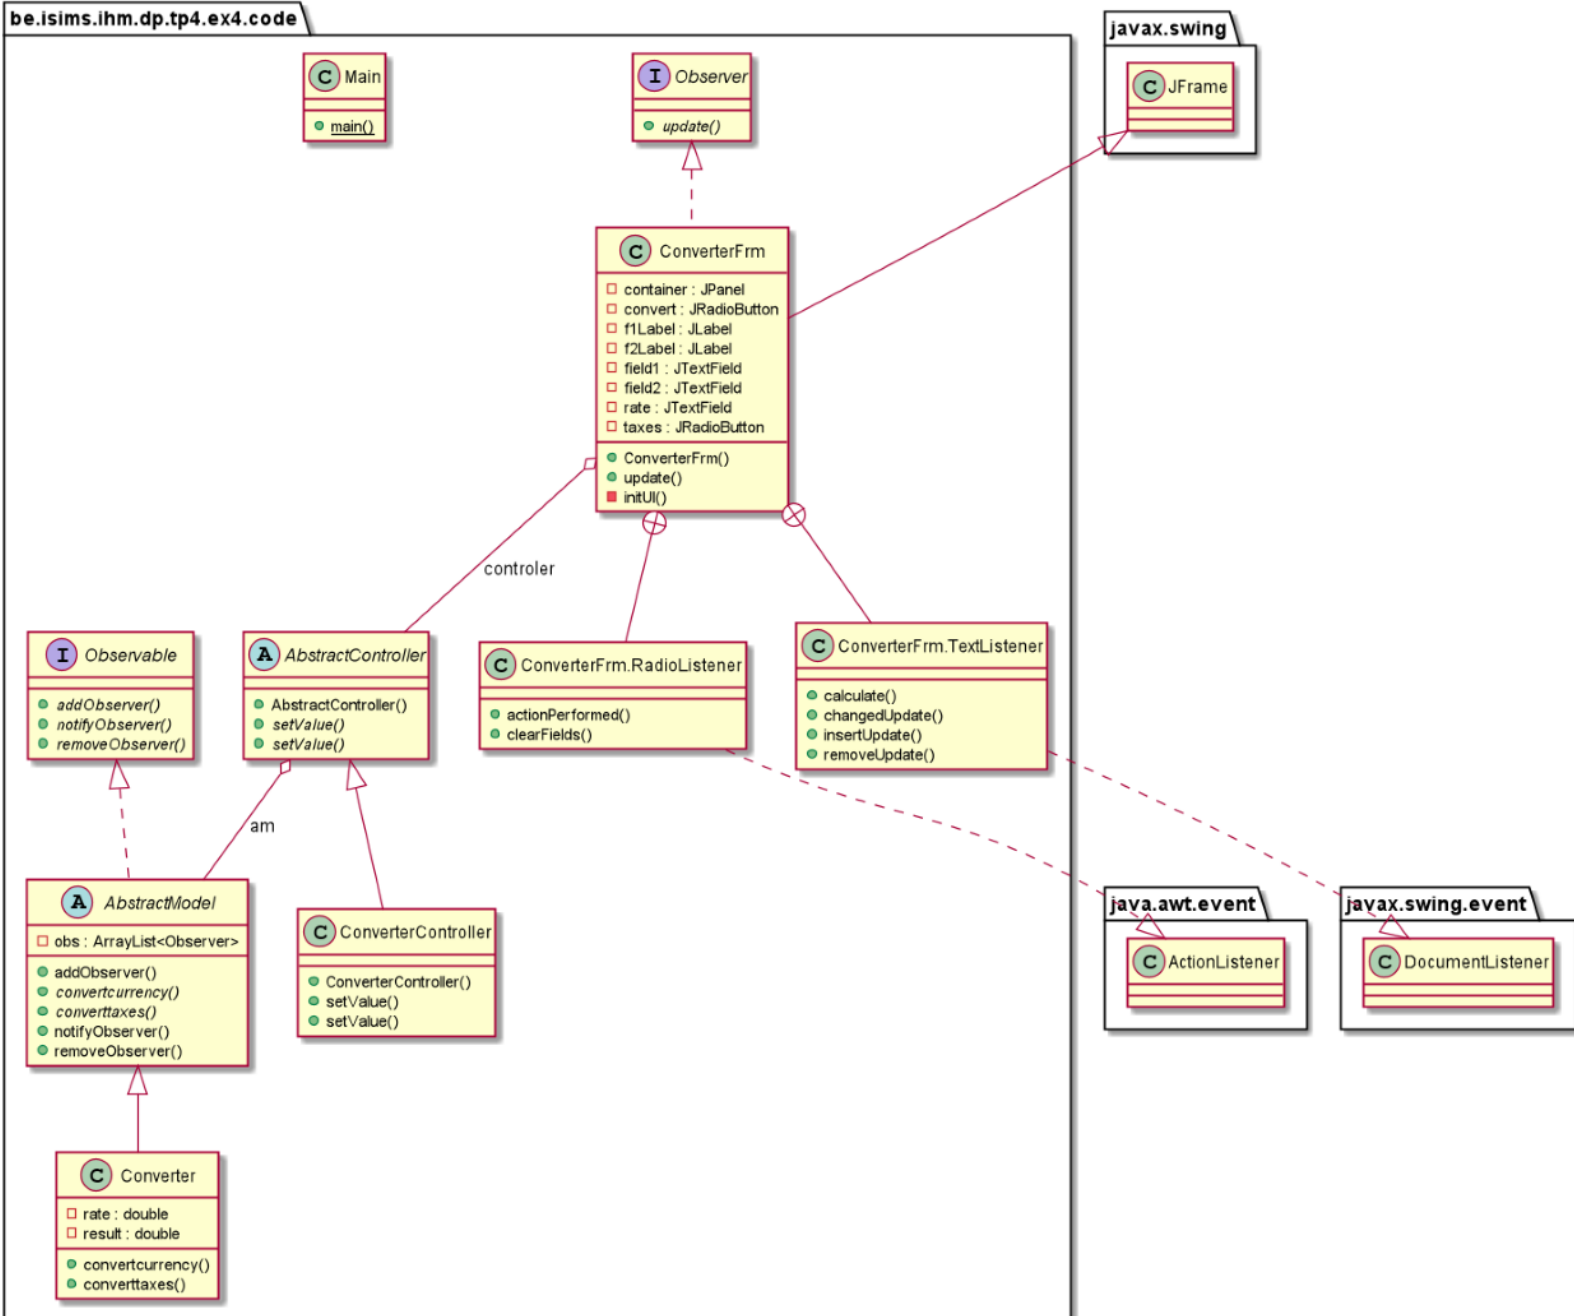 be.isims.ihm.dp.tp4.ex4.code
javax.swing
C Main
main()
I Observer
update()
C JFrame
C ConverterFrm
container : JPanel
convert : JRadioButton
f1Label : JLabel
f2Label : JLabel
field1 : JTextField
field2 : JTextField
rate : JTextField
taxes : JRadioButton
ConverterFrm()
update()
initUI()
controler
I Observable
addObserver()
notifyObserver()
removeObserver()
A AbstractController
AbstractController()
setValue()
setValue()
C ConverterFrm.RadioListener
actionPerformed()
clearFields()
C ConverterFrm.TextListener
calculate()
changedUpdate()
insertUpdate()
removeUpdate()
am
A AbstractModel
obs : ArrayList<Observer>
addObserver()
convertcurrency()
converttaxes()
notifyObserver()
removeObserver()
C ConverterController
ConverterController()
setValue()
setValue()
java.awt.event
C ActionListener
javax.swing.event
C DocumentListener
C Converter
rate : double
result : double
convertcurrency()
converttaxes()